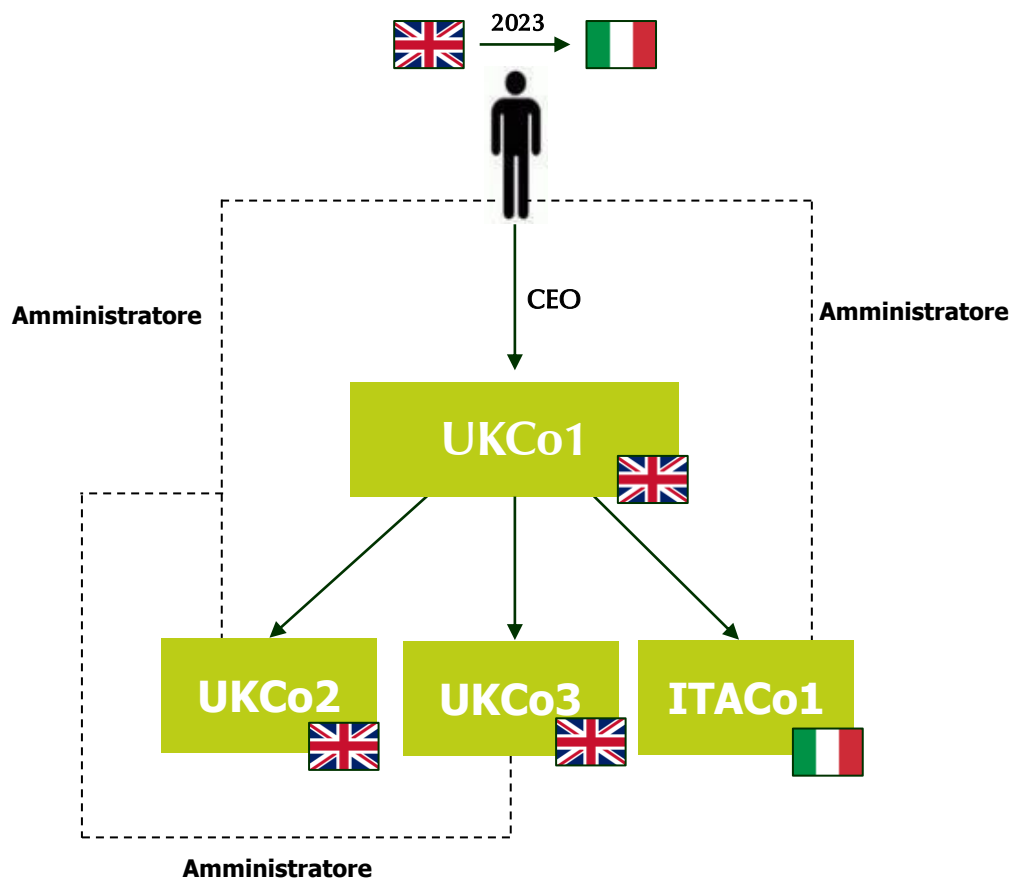 2023
CEO
Amministratore
Amministratore
UKCo1
UKCo2
UKCo3
ITACo1
Amministratore